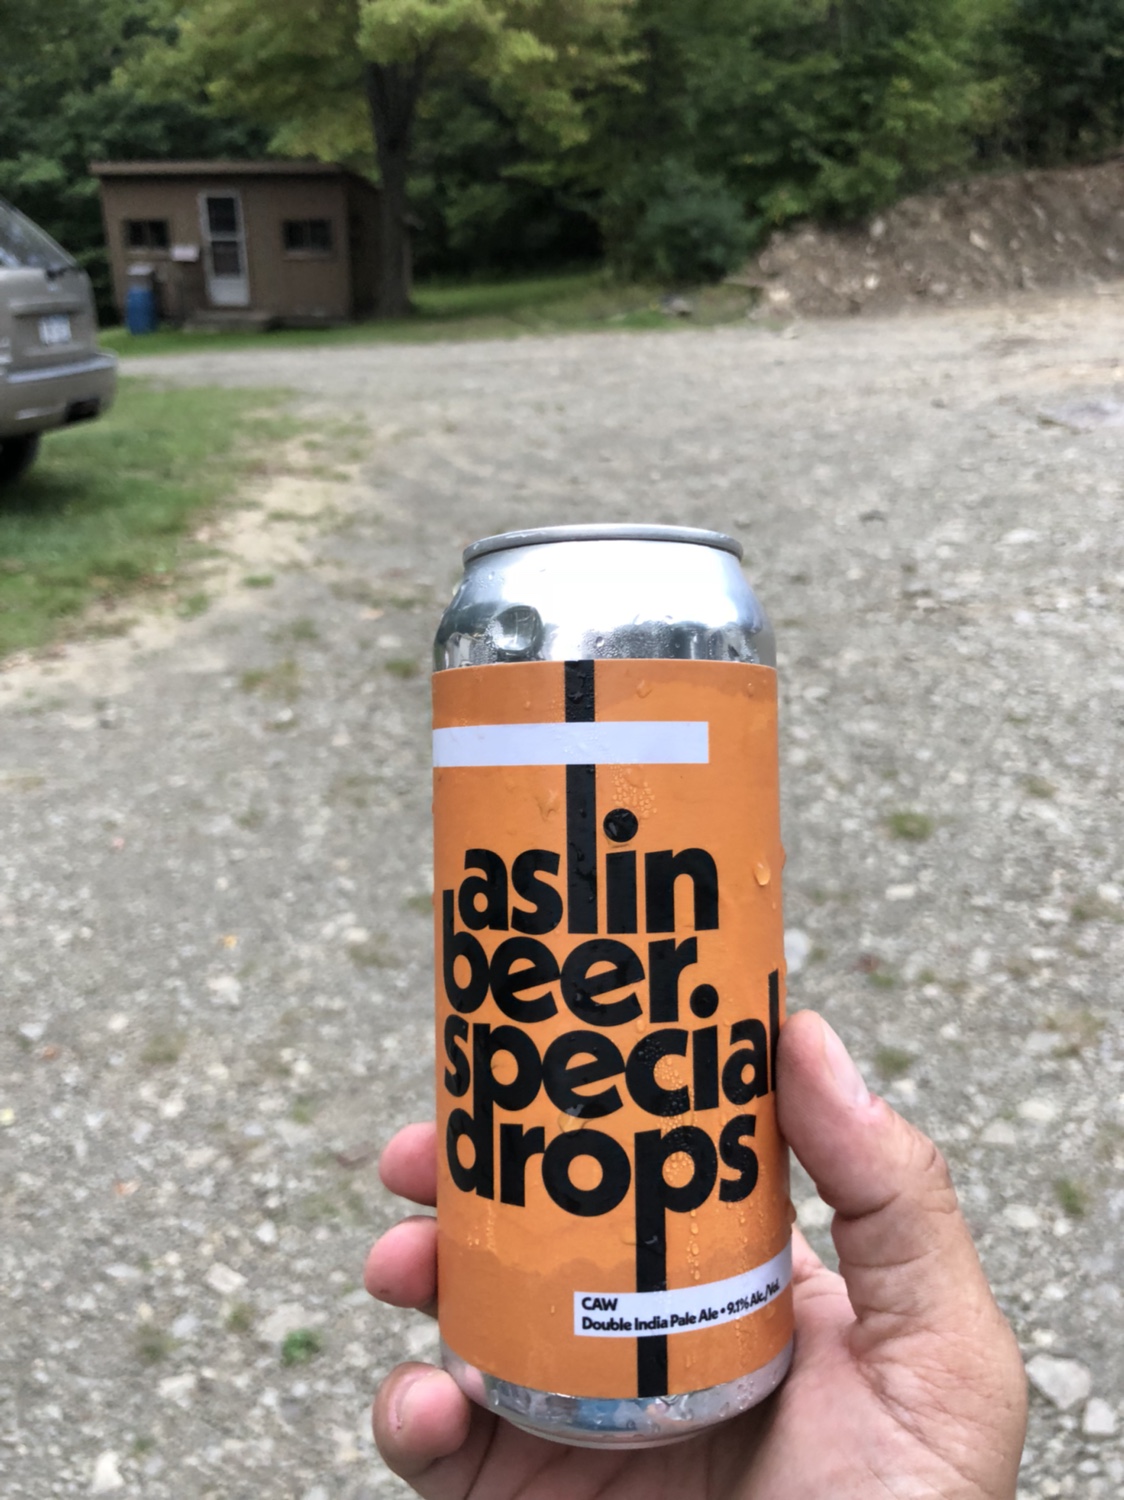 aslin
beer.
special
drops
CAW
Double India Pale Ale • 9.1% Alc./Vol.